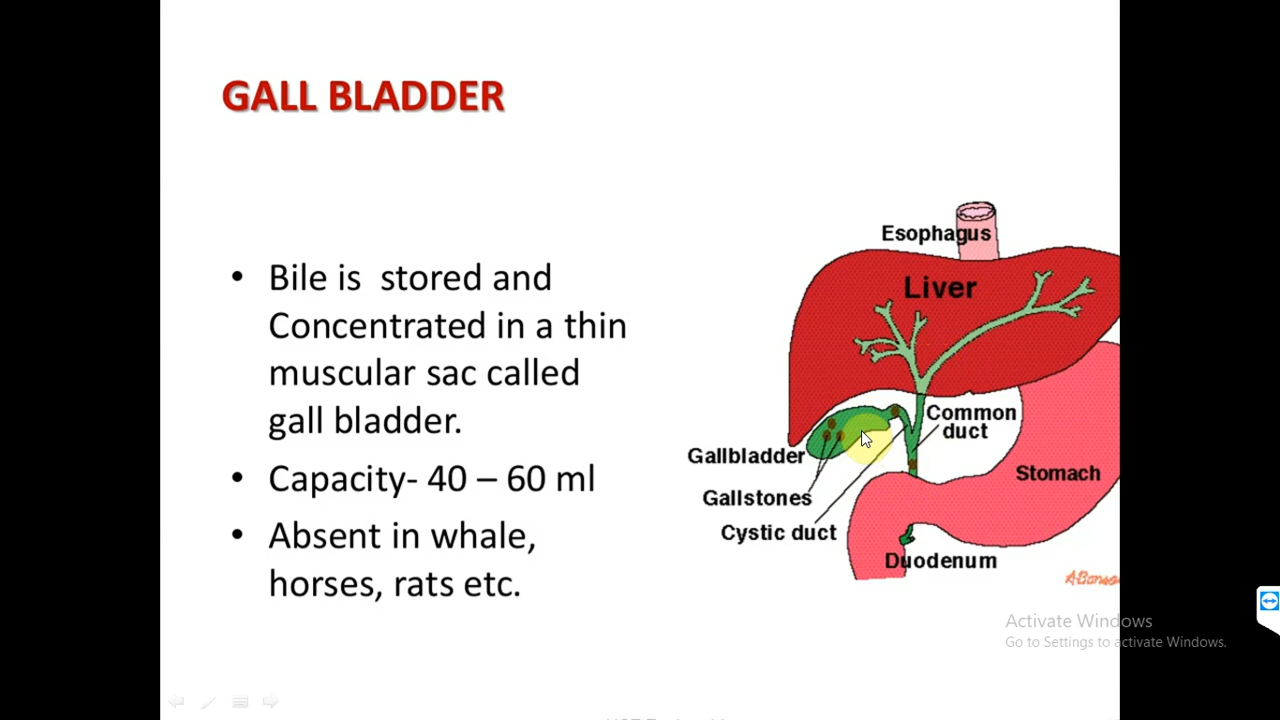 GALL BLADDER
• Bile is  stored and
Concentrated in a thin
muscular sac called
gall bladder.
• Capacity- 40 – 60 ml
• Absent in whale,
horses, rats etc.
Esophagus
Liver
Common
duct
Gallbladder
Stomach
Gallstones
Cystic duct
Duodenum
Activate Windows
Go to Settings to activate Windows.